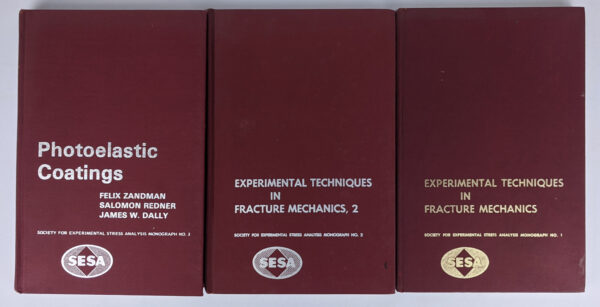 Photoelastic
Coatings
FELIX ZANDMAN
SALOMON REDNER
JAMES W. DALLY
SOCIETY FOR EXPERIMENTAL STRESS ANALYSIS MONOGRAPH NO. 3
SESA
EXPERIMENTAL TECHNIQUES
IN
FRACTURE MECHANICS, 2
SOCIETY FOR EXPERIMENTAL STRESS ANALYSIS MONOGRAPH NO. 2
SESA
EXPERIMENTAL TECHNIQUES
IN
FRACTURE MECHANICS
SOCIETY FOR EXPERIMENTAL STRESS ANALYSIS MONOGRAPH NO. 1
SESA